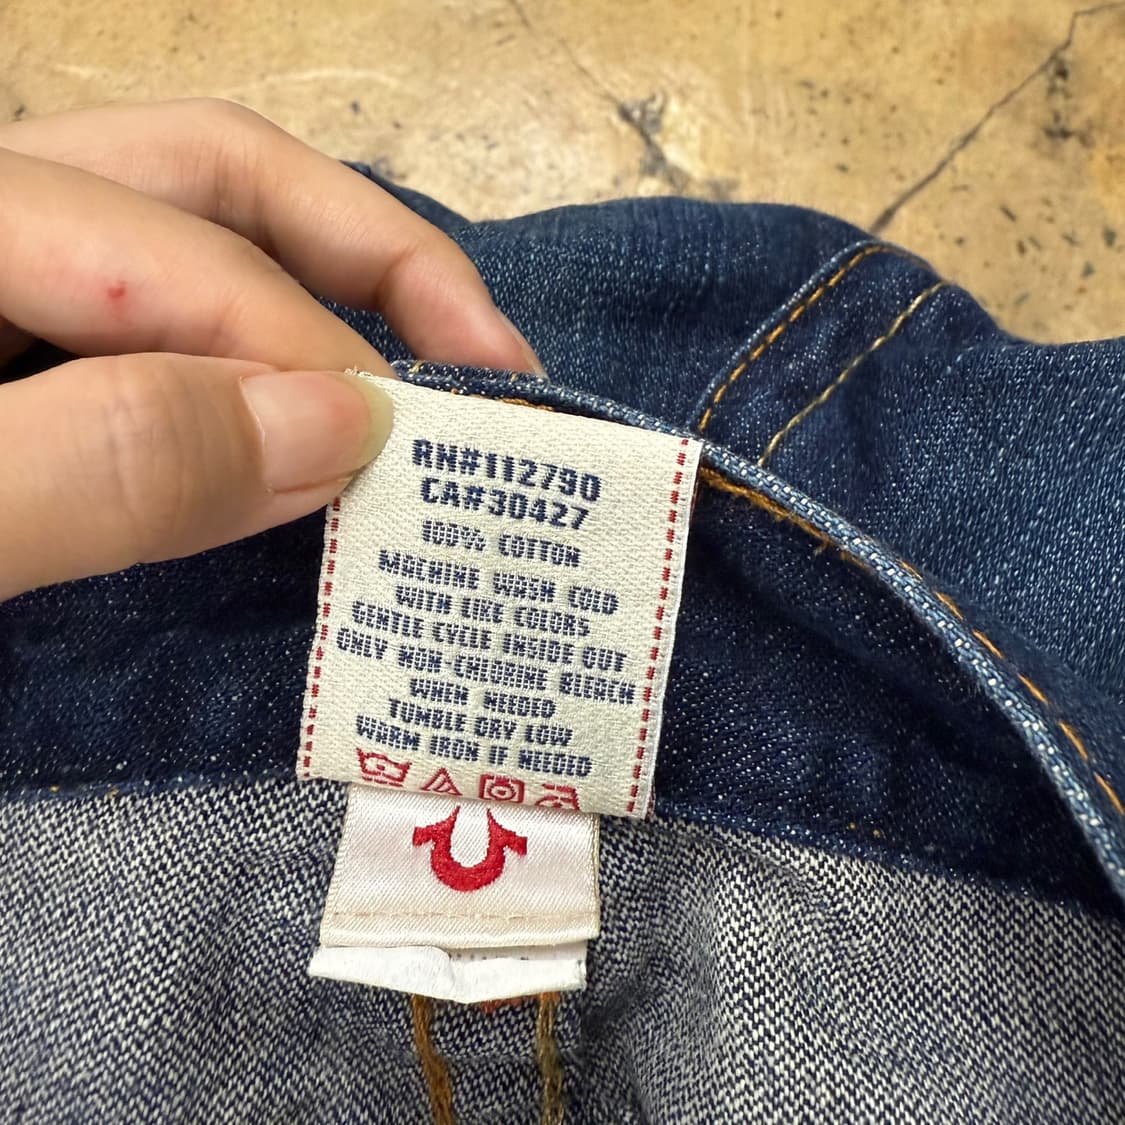 RN#112790
CA#30427
100% COTTON
MACHINE WASH COLD
WITH LIKE COLORS
GENTLE CYCLE INSIDE OUT
ONLY NON-CHLORINE BLEACH
WHEN NEEDED
TUMBLE DRY LOW
WARM IRON IF NEEDED